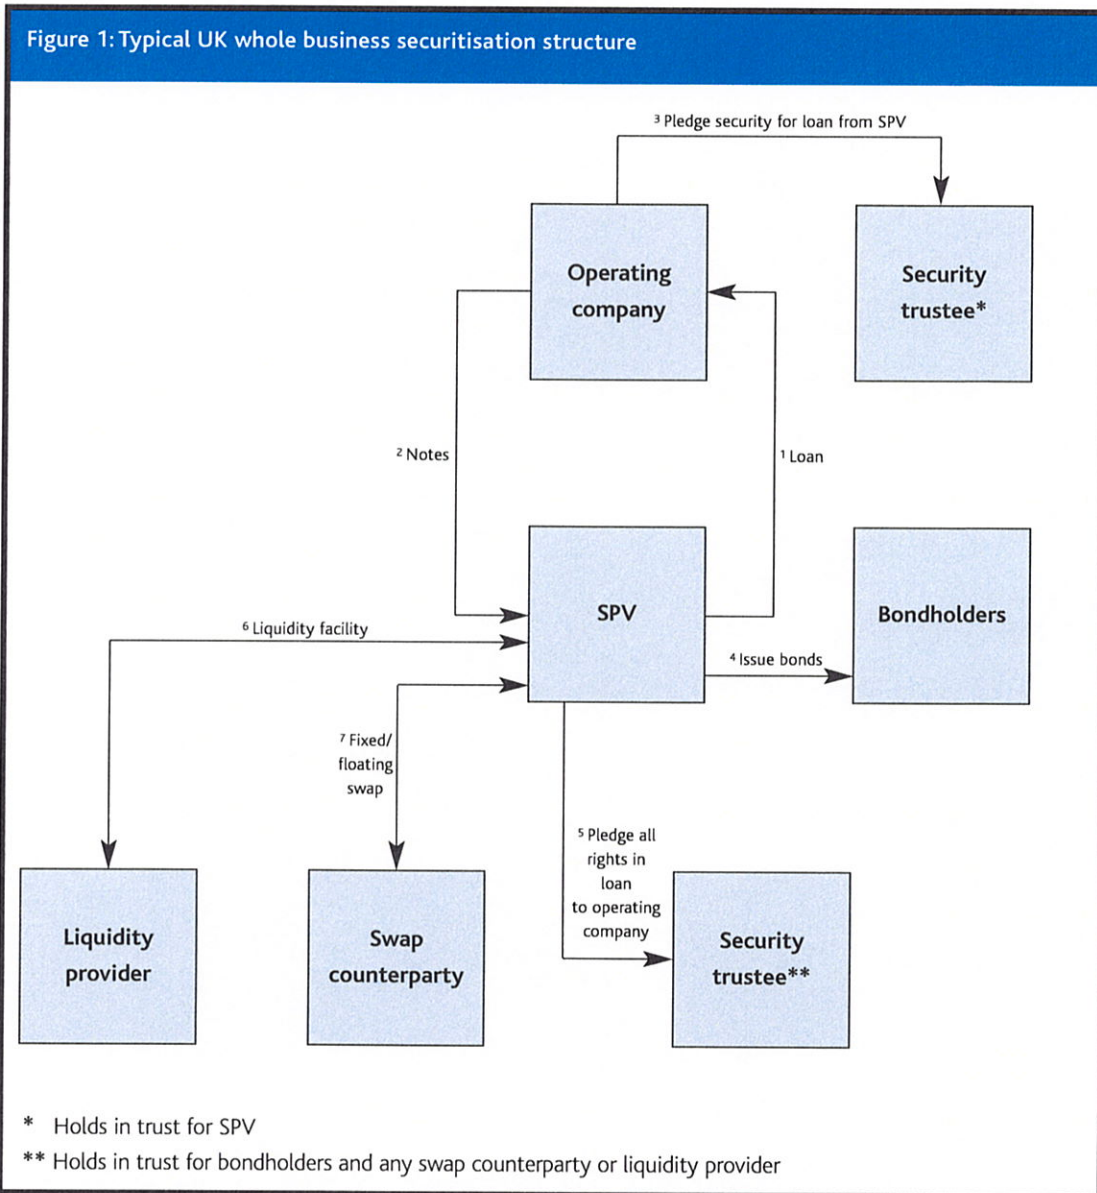 Figure 1: Typical UK whole business securitisation structure
³ Pledge security for loan from SPV
Operating
company
Security
trustee*
² Notes
¹ Loan
SPV
Bondholders
⁶ Liquidity facility
⁴ Issue bonds
⁷ Fixed/
floating
swap
⁵ Pledge all
rights in
loan
to operating
company
Liquidity
provider
Swap
counterparty
Security
trustee**
* Holds in trust for SPV
** Holds in trust for bondholders and any swap counterparty or liquidity provider